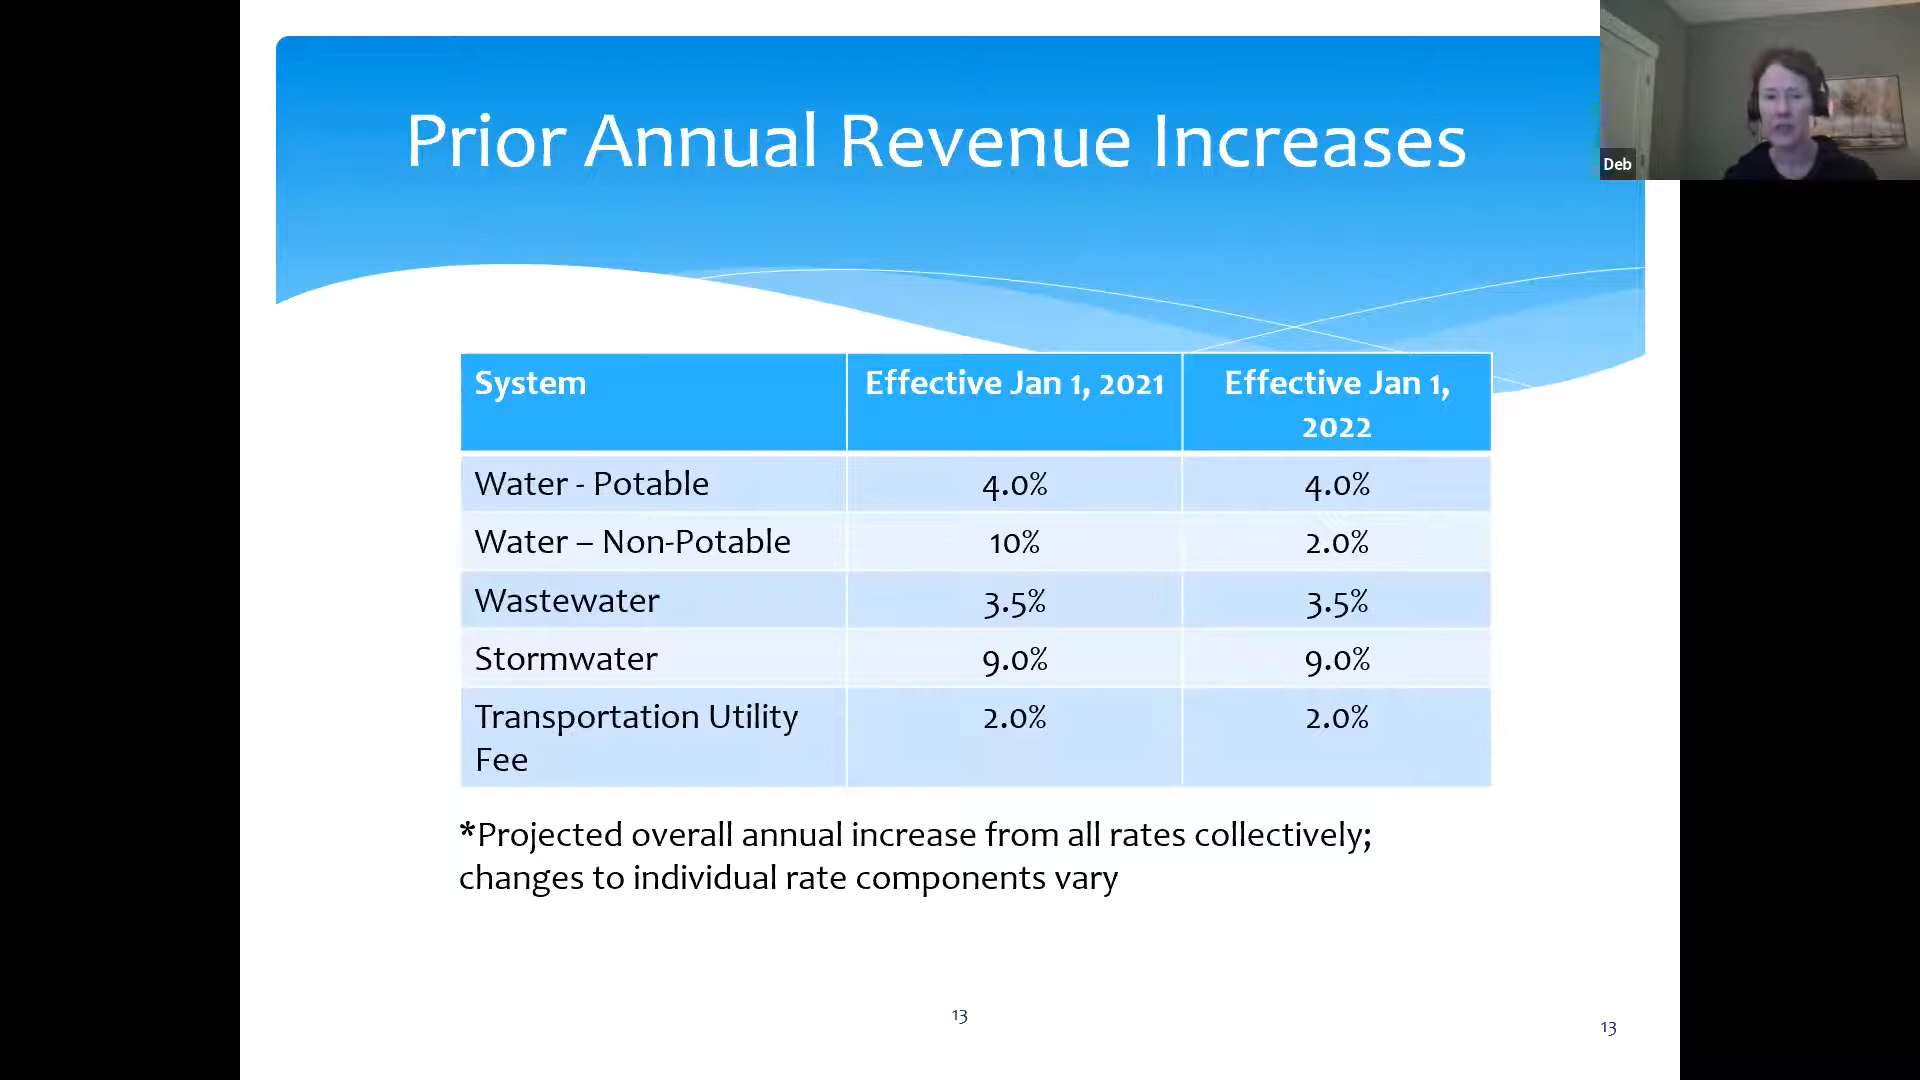 Prior Annual Revenue Increases
Deb
System
Effective Jan 1, 2021
Effective Jan 1,
2022
Water - Potable
4.0%
4.0%
Water – Non-Potable
10%
2.0%
Wastewater
3.5%
3.5%
Stormwater
9.0%
9.0%
Transportation Utility
Fee
2.0%
2.0%
*Projected overall annual increase from all rates collectively;
changes to individual rate components vary
13
13